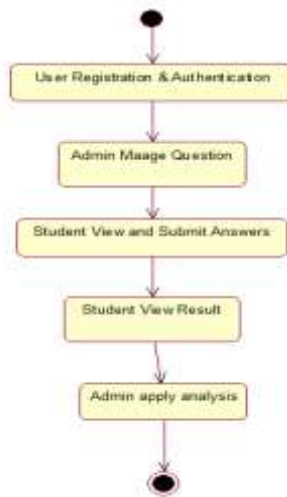 User Registration & Authentication
Admin Maage Question
Student View and Submit Answers
Student View Result
Admin apply analysis